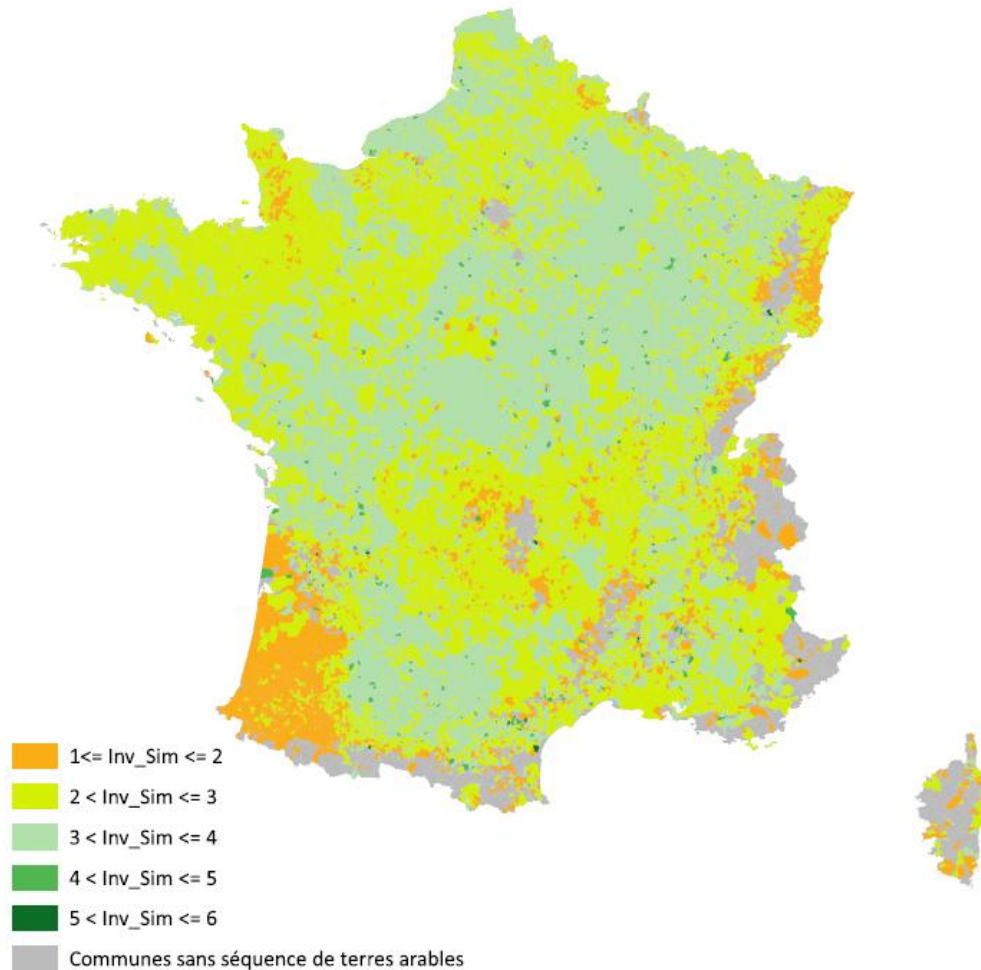 1<= Inv_Sim <= 2
2 < Inv_Sim <= 3
3 < Inv_Sim <= 4
4 < Inv_Sim <= 5
5 < Inv_Sim <= 6
Communes sans séquence de terres arables